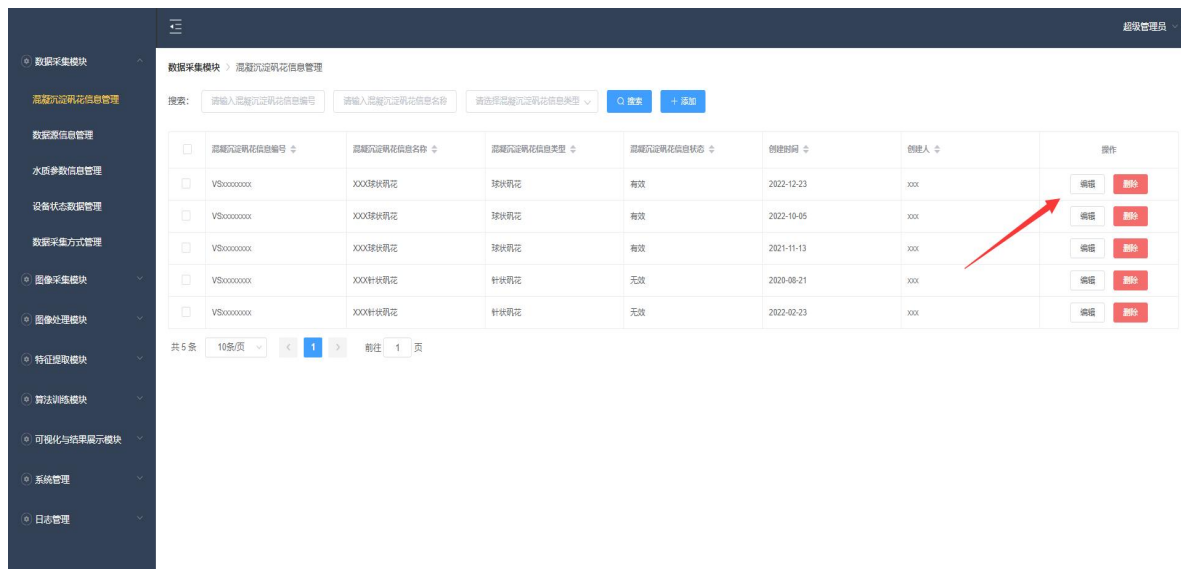 超级管理员
数据采集模块
混凝沉淀矾花信息管理
数据源信息管理
水质参数信息管理
设备状态数据管理
数据采集方式管理
图像采集模块
图像处理模块
特征提取模块
算法训练模块
可视化与结果展示模块
系统管理
日志管理
数据采集模块 > 混凝沉淀矾花信息管理
搜索: 请输入混凝沉淀矾花信息编号 请输入混凝沉淀矾花信息名称 请选择混凝沉淀矾花信息类型 搜索 + 添加
混凝沉淀矾花信息编号 混凝沉淀矾花信息名称 混凝沉淀矾花信息类型 混凝沉淀矾花信息状态 创建时间 创建人 操作
VSxxxxxxxx XXX球状矾花 球状矾花 有效 2022-12-23 xxx 编辑 删除
VSxxxxxxxx XXX球状矾花 球状矾花 有效 2022-10-05 xxx 编辑 删除
VSxxxxxxxx XXX球状矾花 球状矾花 有效 2021-11-13 xxx 编辑 删除
VSxxxxxxxx XXX针状矾花 针状矾花 无效 2020-08-21 xxx 编辑 删除
VSxxxxxxxx XXX针状矾花 针状矾花 无效 2022-02-23 xxx 编辑 删除
共 5 条 10条/页 < 1 > 前往 1 页